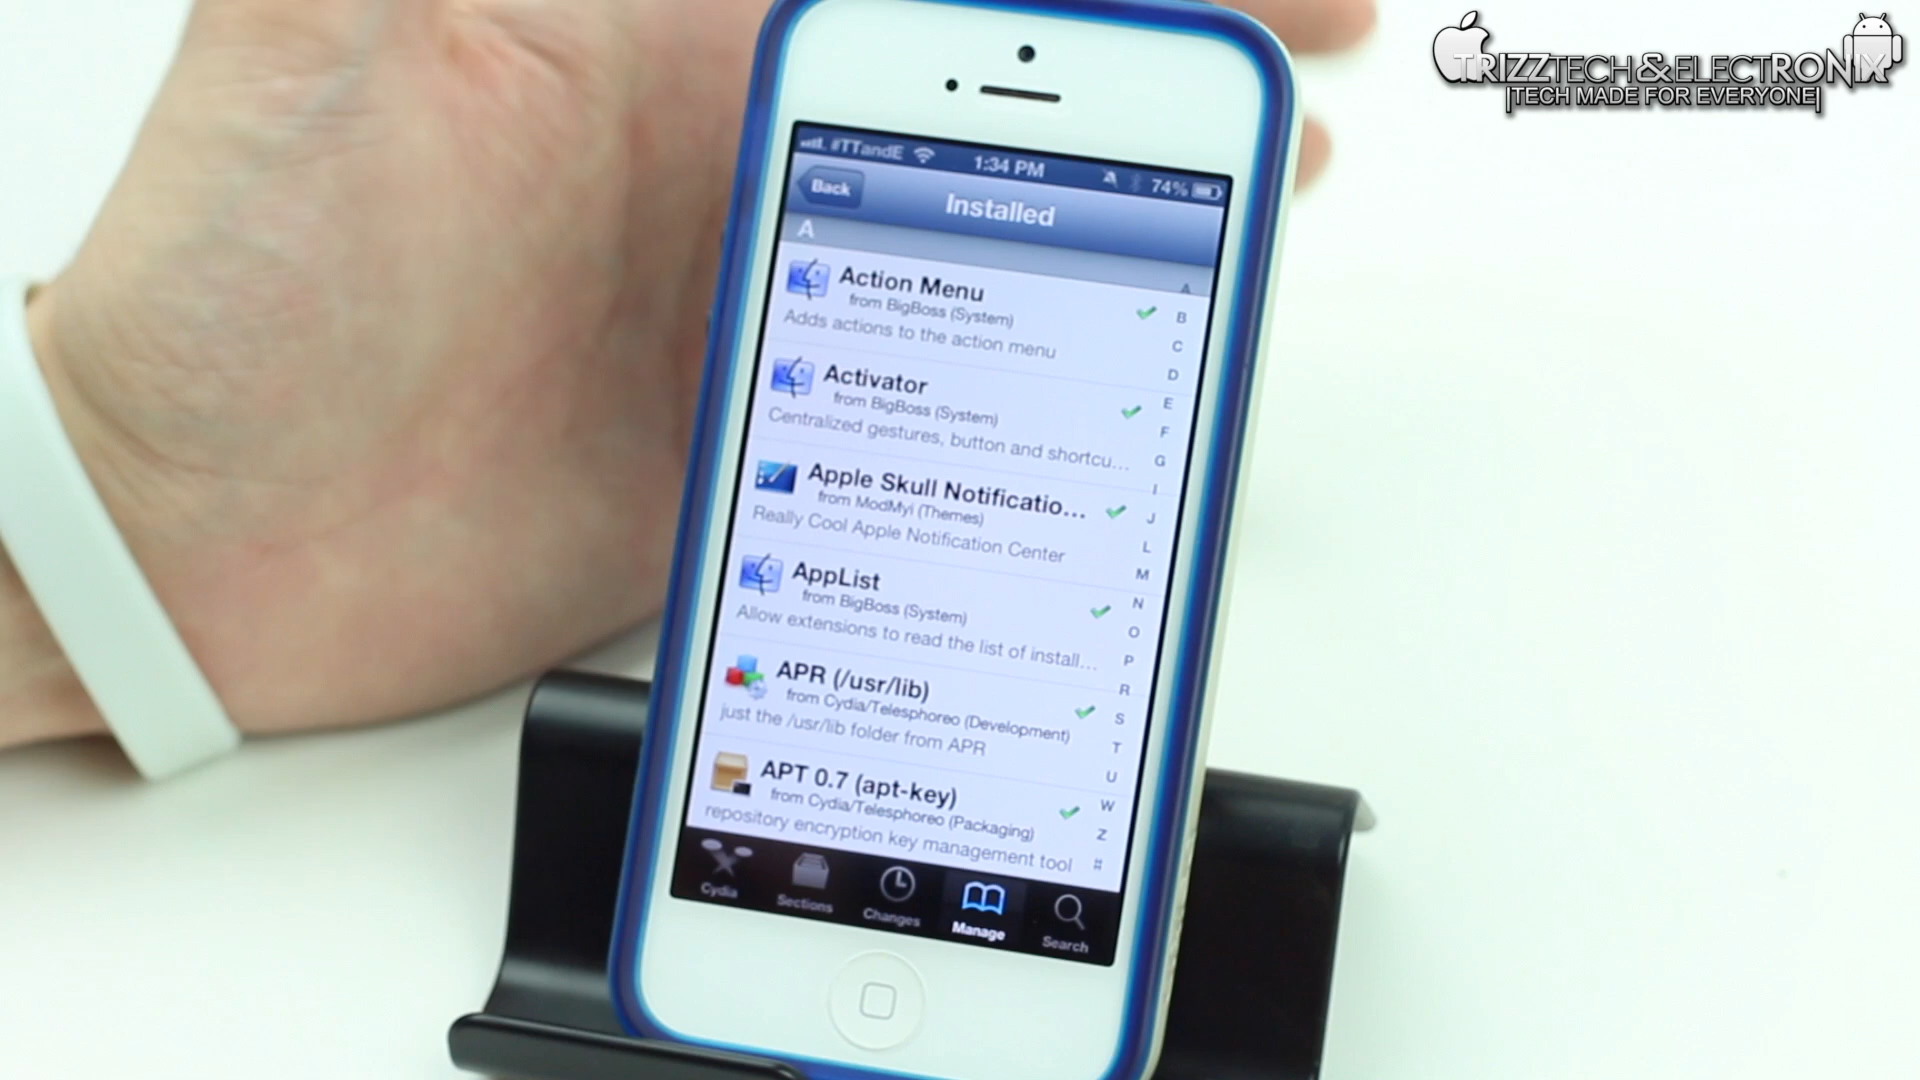 TRIZZTECH&ELECTRONIX
|TECH MADE FOR EVERYONE|
#TTandE 1:34 PM 74%
Back Installed
A
Action Menu
from BigBoss (System)
Adds actions to the action menu
Activator
from BigBoss (System)
Centralized gestures, button and shortcu...
Apple Skull Notificatio...
from ModMyi (Themes)
Really Cool Apple Notification Center
AppList
from BigBoss (System)
Allow extensions to read the list of install...
APR (/usr/lib)
from Cydia/Telesphoreo (Development)
just the /usr/lib folder from APR
APT 0.7 (apt-key)
from Cydia/Telesphoreo (Packaging)
repository encryption key management tool
A
B
C
D
E
F
G
I
J
L
M
N
O
P
R
S
T
U
W
Z
#
Cydia Sections Changes Manage Search